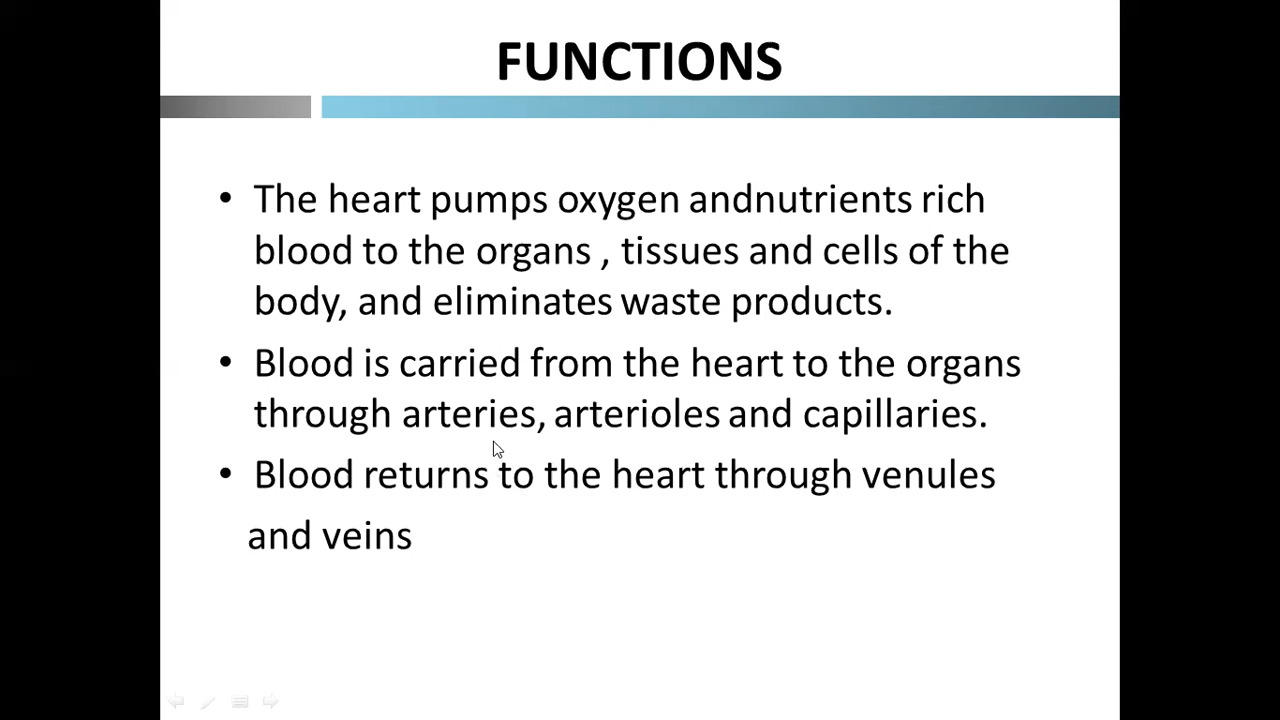 FUNCTIONS
• The heart pumps oxygen andnutrients rich
blood to the organs , tissues and cells of the
body, and eliminates waste products.
• Blood is carried from the heart to the organs
through arteries, arterioles and capillaries.
• Blood returns to the heart through venules
and veins